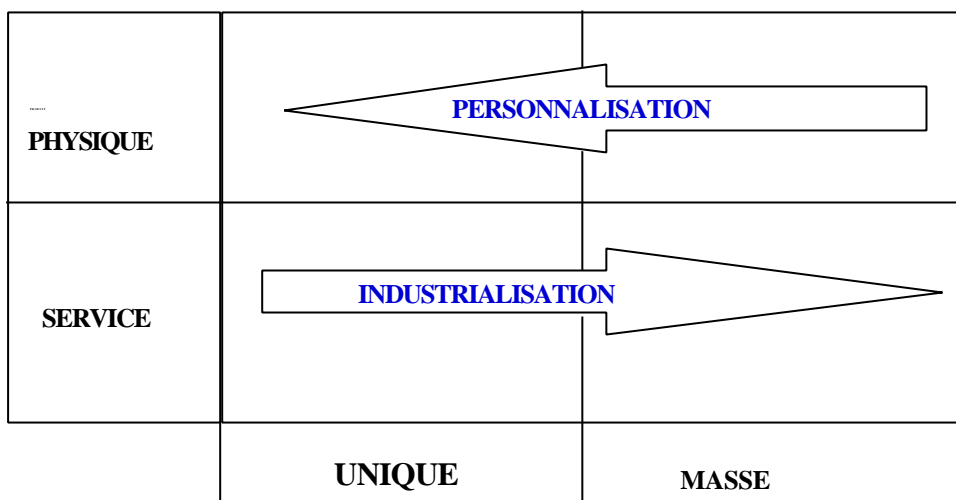 PERSONNALISATION
PHYSIQUE
INDUSTRIALISATION
SERVICE
UNIQUE
MASSE